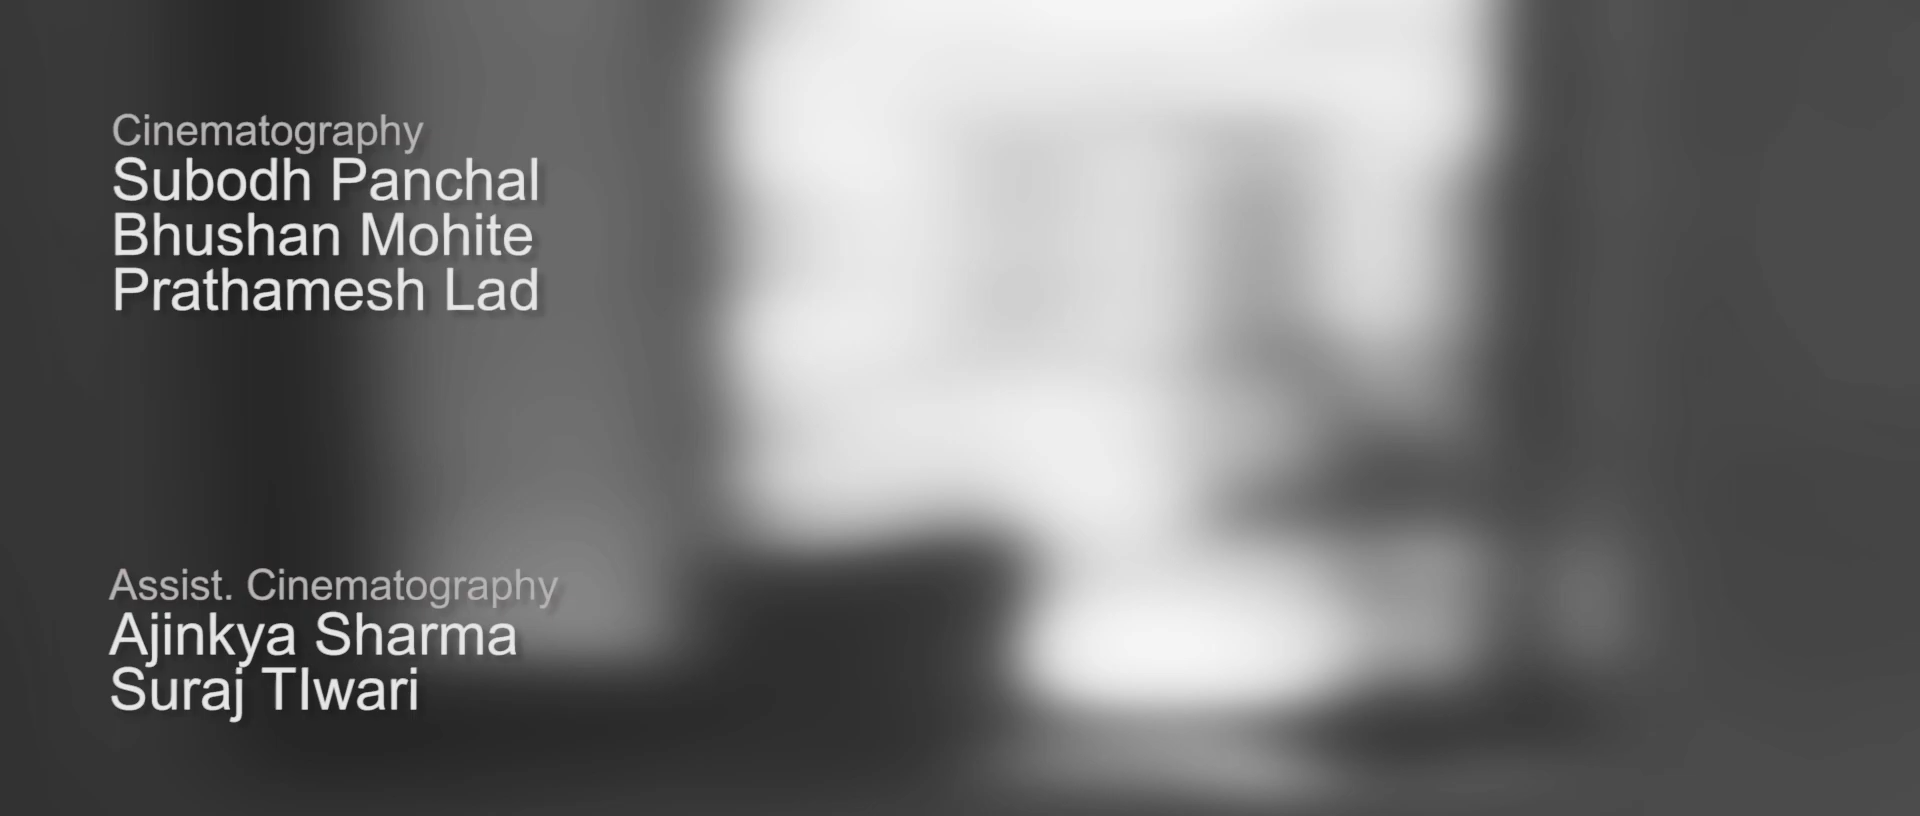 Cinematography
Subodh Panchal
Bhushan Mohite
Prathamesh Lad
Assist. Cinematography
Ajinkya Sharma
Suraj TIwari